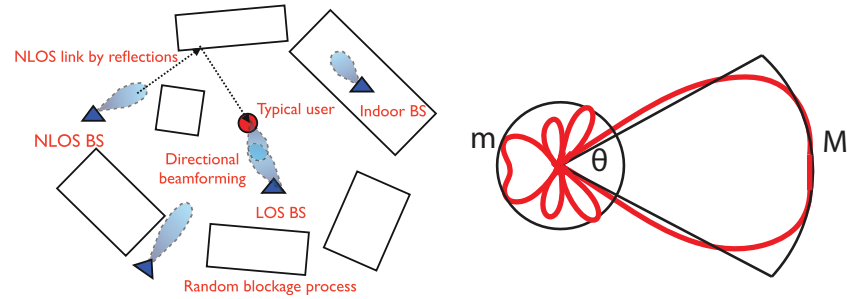 NLOS link by reflections
Typical user
Indoor BS
NLOS BS
Directional
beamforming
LOS BS
Random blockage process
m
θ
M